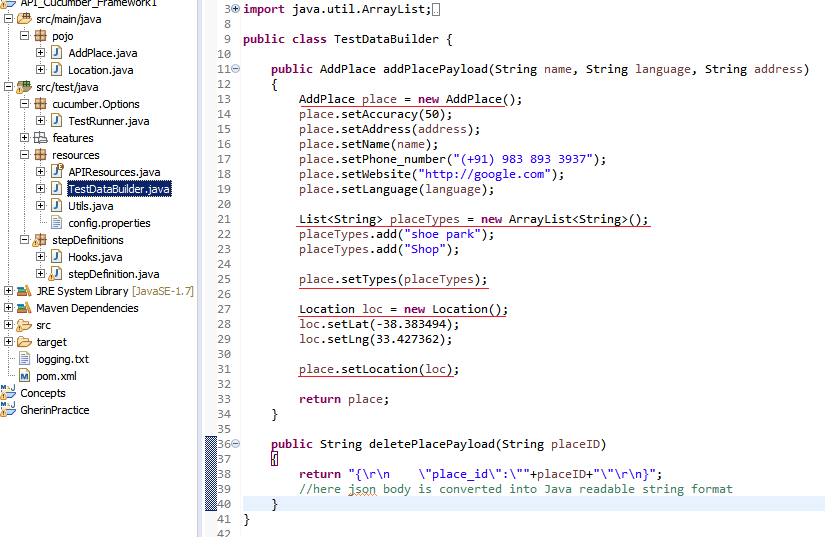 API_Cucumber_Framework1
src/main/java
pojo
AddPlace.java
Location.java
src/test/java
cucumber.Options
TestRunner.java
features
resources
APIResources.java
TestDataBuilder.java
Utils.java
config.properties
stepDefinitions
Hooks.java
stepDefinition.java
JRE System Library [JavaSE-1.7]
Maven Dependencies
src
target
logging.txt
pom.xml
Concepts
GherinPractice
3 import java.util.ArrayList;
8
9 public class TestDataBuilder {
10
11 public AddPlace addPlacePayload(String name, String language, String address)
12 {
13 AddPlace place = new AddPlace();
14 place.setAccuracy(50);
15 place.setAddress(address);
16 place.setName(name);
17 place.setPhone_number("(+91) 983 893 3937");
18 place.setWebsite("http://google.com");
19 place.setLanguage(language);
20
21 List<String> placeTypes = new ArrayList<String>();
22 placeTypes.add("shoe park");
23 placeTypes.add("Shop");
24
25 place.setTypes(placeTypes);
26
27 Location loc = new Location();
28 loc.setLat(-38.383494);
29 loc.setLng(33.427362);
30
31 place.setLocation(loc);
32
33 return place;
34 }
35
36 public String deletePlacePayload(String placeID)
37 {
38 return "{\r\n    \"place_id\":\""+placeID+"\"\r\n}";
39 //here json body is converted into Java readable string format
40 }
41 }
42